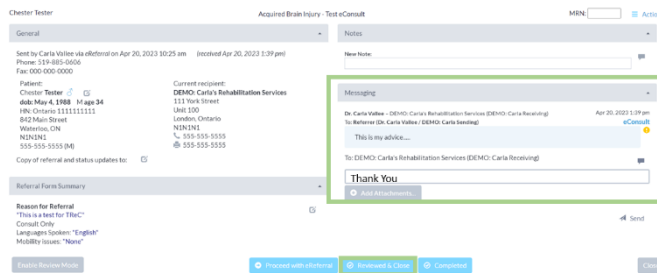 Chester Tester
Acquired Brain Injury - Test eConsult
MRN:
Actio
General
Sent by Carla Vallee via eReferral on Apr 20, 2023 10:25 am (received Apr 20, 2023 1:39 pm)
Phone: 519-885-0606
Fax: 000-000-0000
Patient:
Chester Tester
dob: May 4, 1988 M age 34
HN: Ontario 1111111111
842 Main Street
Waterloo, ON
N1N1N1
555-555-5555 (M)
Current recipient:
DEMO: Carla's Rehabilitation Services
111 York Street
Unit 100
London, Ontario
N1N1N1
555-555-5555
555-555-5555
Copy of referral and status updates to:
Referral Form Summary
Reason for Referral
"This is a test for TReC"
Consult Only
Languages Spoken: "English"
Mobility Issues: "None"
Notes
New Note:
Messaging
Dr. Carla Vallee - DEMO: Carla's Rehabilitation Services (DEMO: Carla Receiving)
Apr 20, 2023 1:39 pm
To: Referrer (Dr. Carla Vallee / DEMO: Carla Sending)
eConsult
This is my advice....
To: DEMO: Carla's Rehabilitation Services (DEMO: Carla Receiving)
Thank You
Add Attachments...
Send
Enable Review Mode
Proceed with eReferral
Reviewed & Close
Completed
Close